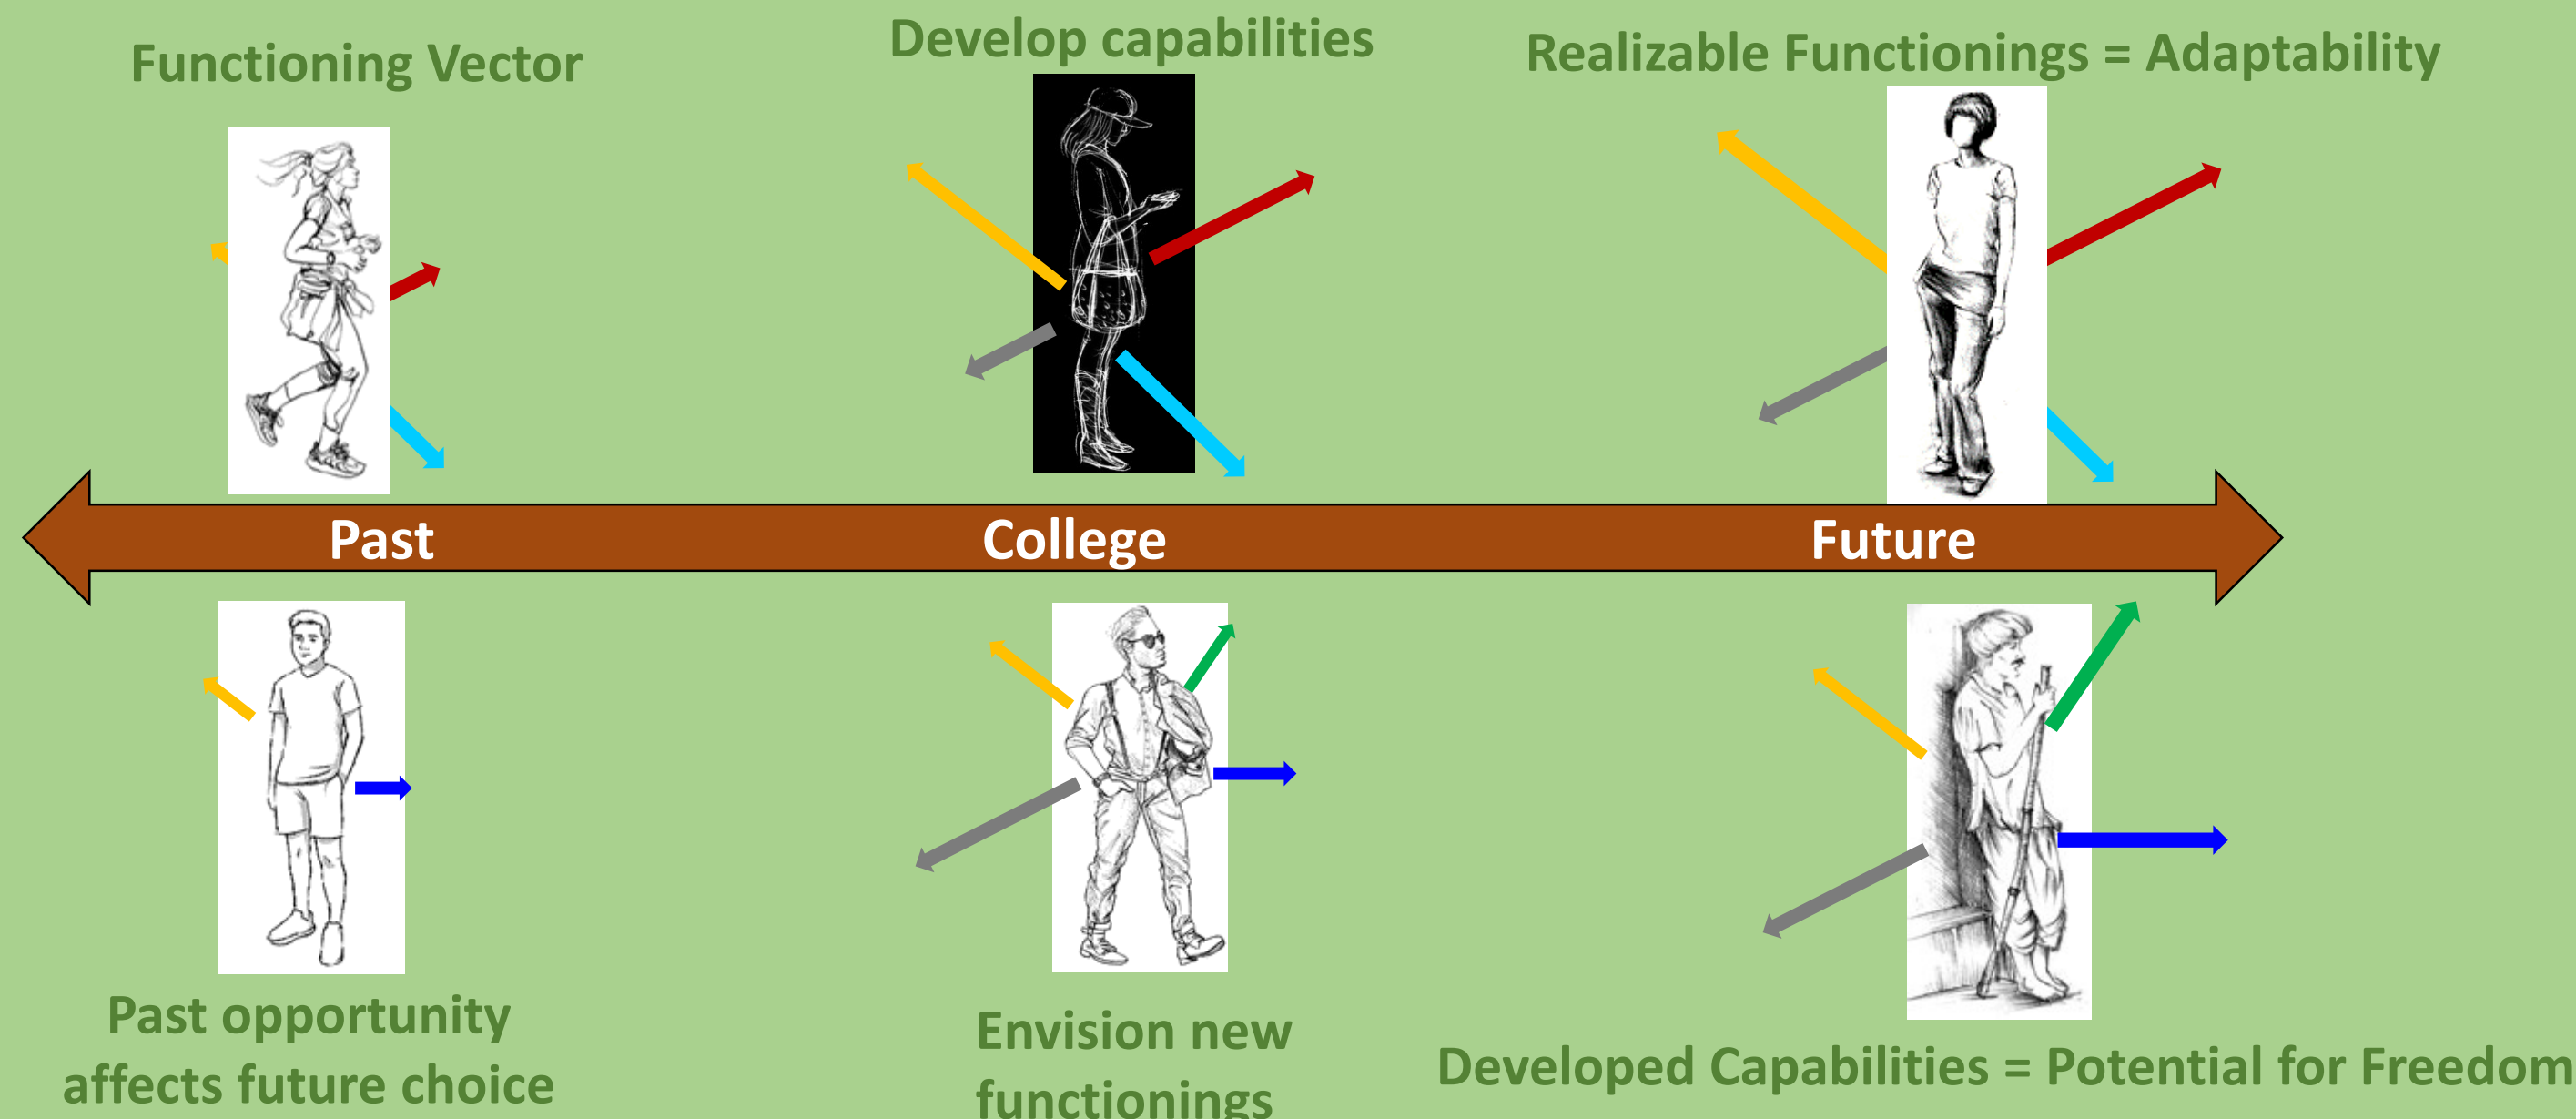 Functioning Vector
Develop capabilities
Realizable Functionings = Adaptability
Past
College
Future
Past opportunity
affects future choice
Envision new
functionings
Developed Capabilities = Potential for Freedom